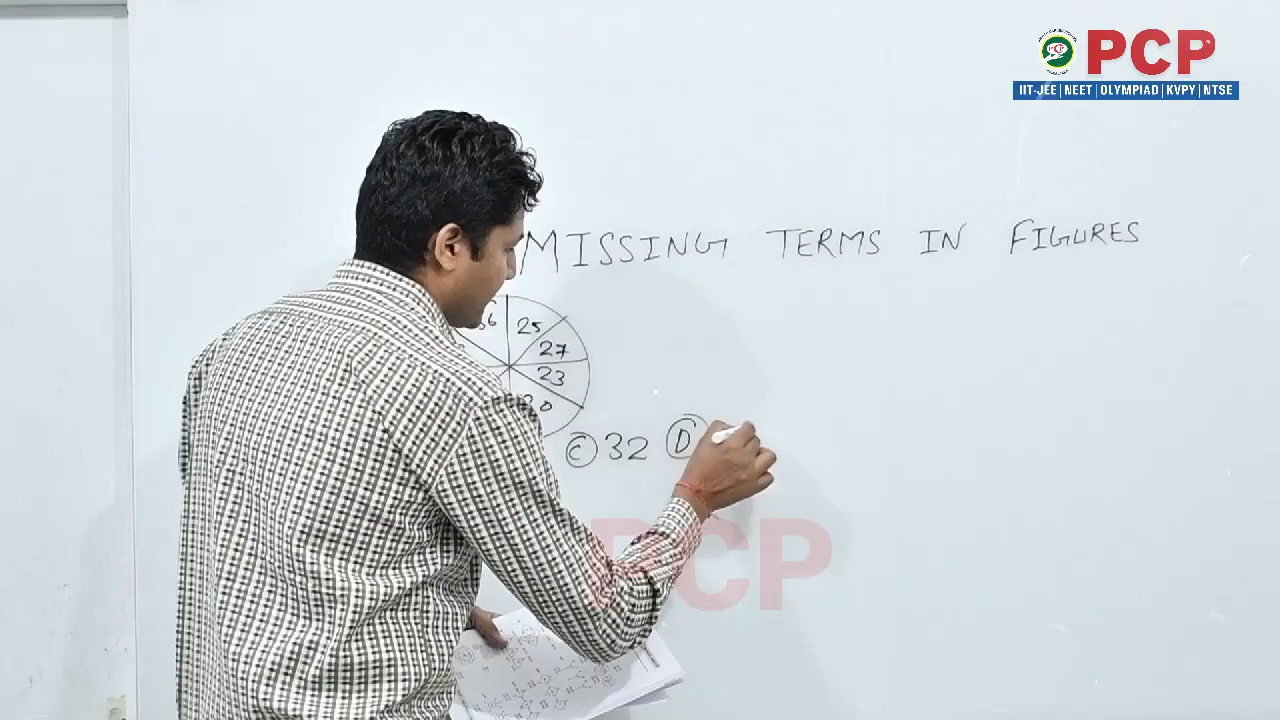 PCP
IIT-JEE | NEET | OLYMPIAD | KVPY | NTSE
MISSING TERMS IN FIGURES
25
27
23
C 32 D
PCP